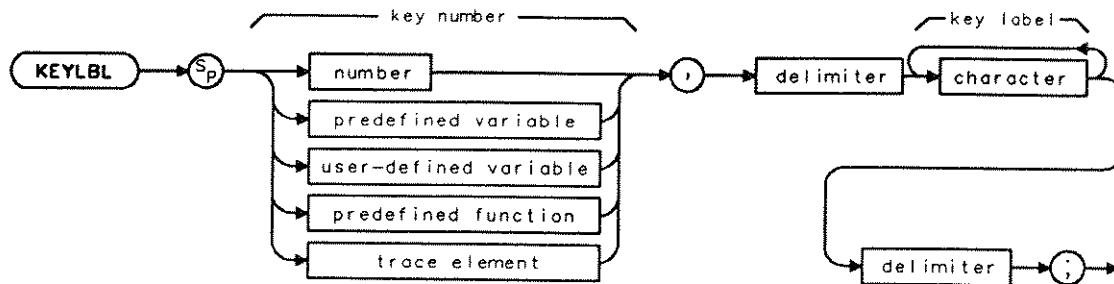 key number
key label
KEYLBL
Sp
number
,
delimiter
character
predefined variable
user-defined variable
predefined function
trace element
delimiter
;